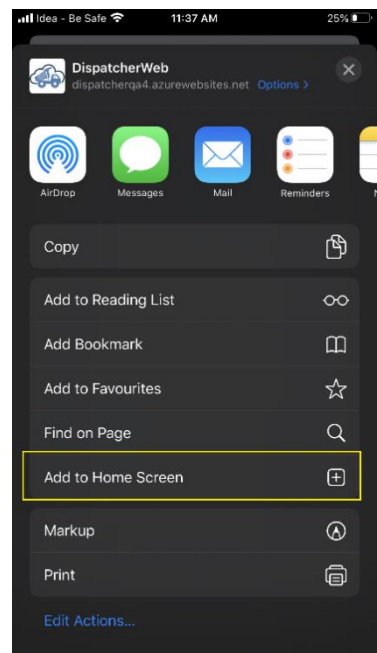 Idea - Be Safe 11:37 AM 25%
DispatcherWeb
dispatcherqa4.azurewebsites.net Options >
AirDrop Messages Mail Reminders
Copy
Add to Reading List
Add Bookmark
Add to Favourites
Find on Page
Add to Home Screen
Markup
Print
Edit Actions...